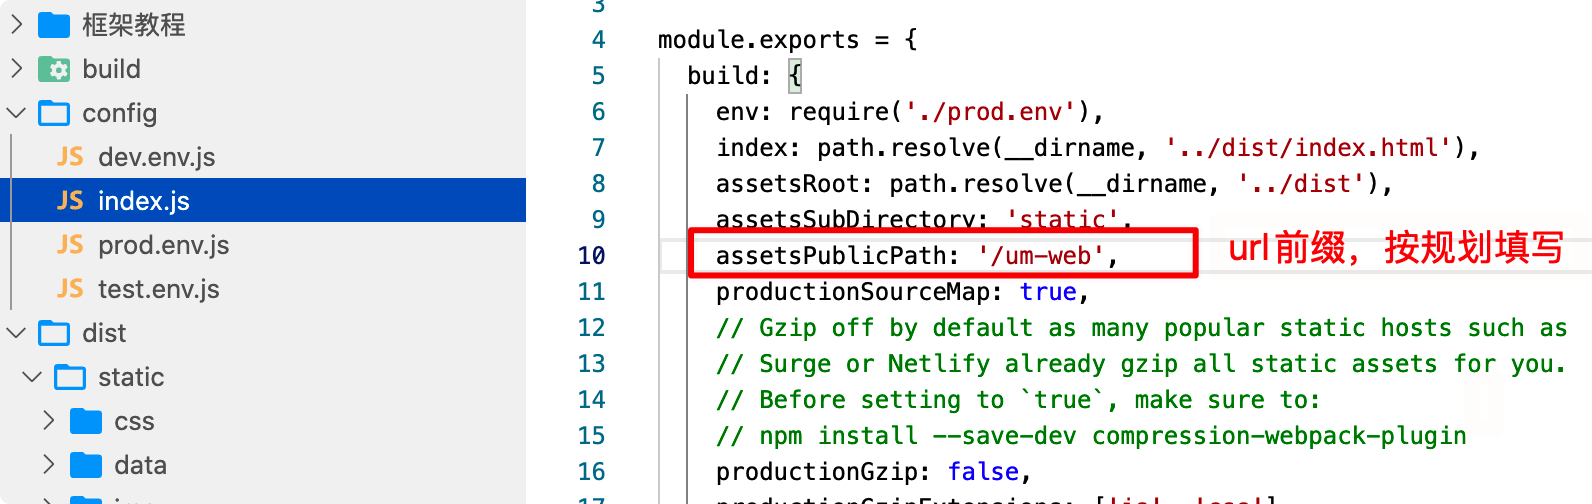 框架教程
build
config
JS dev.env.js
JS index.js
JS prod.env.js
JS test.env.js
dist
static
css
data
3
4 module.exports = {
5 build: {
6 env: require('./prod.env'),
7 index: path.resolve(__dirname, '../dist/index.html'),
8 assetsRoot: path.resolve(__dirname, '../dist'),
9 assetsSubDirectory: 'static',
10 assetsPublicPath: '/um-web',
url前缀，按规划填写
11 productionSourceMap: true,
12 // Gzip off by default as many popular static hosts such as
13 // Surge or Netlify already gzip all static assets for you.
14 // Before setting to `true`, make sure to:
15 // npm install --save-dev compression-webpack-plugin
16 productionGzip: false,
17 productionGzipExtensions: ['js', 'css'],